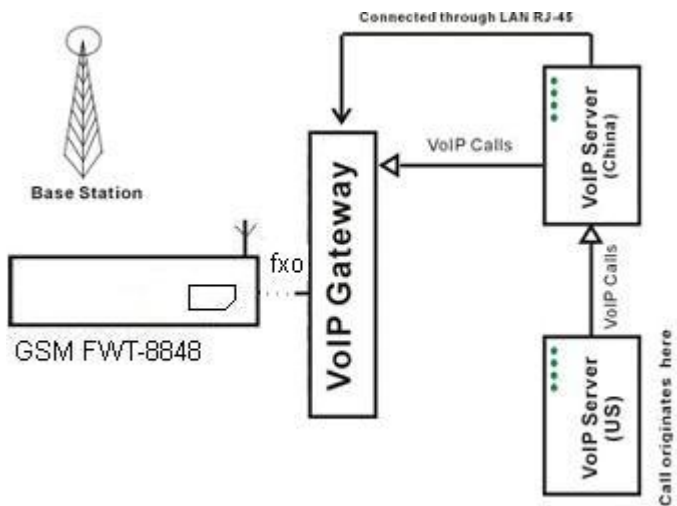 Connected through LAN RJ-45
Base Station
VoIP Calls
VoIP Server
(China)
fxo
VoIP Gateway
GSM FWT-8848
VoIP Calls
VoIP Server
(US)
Call originates here